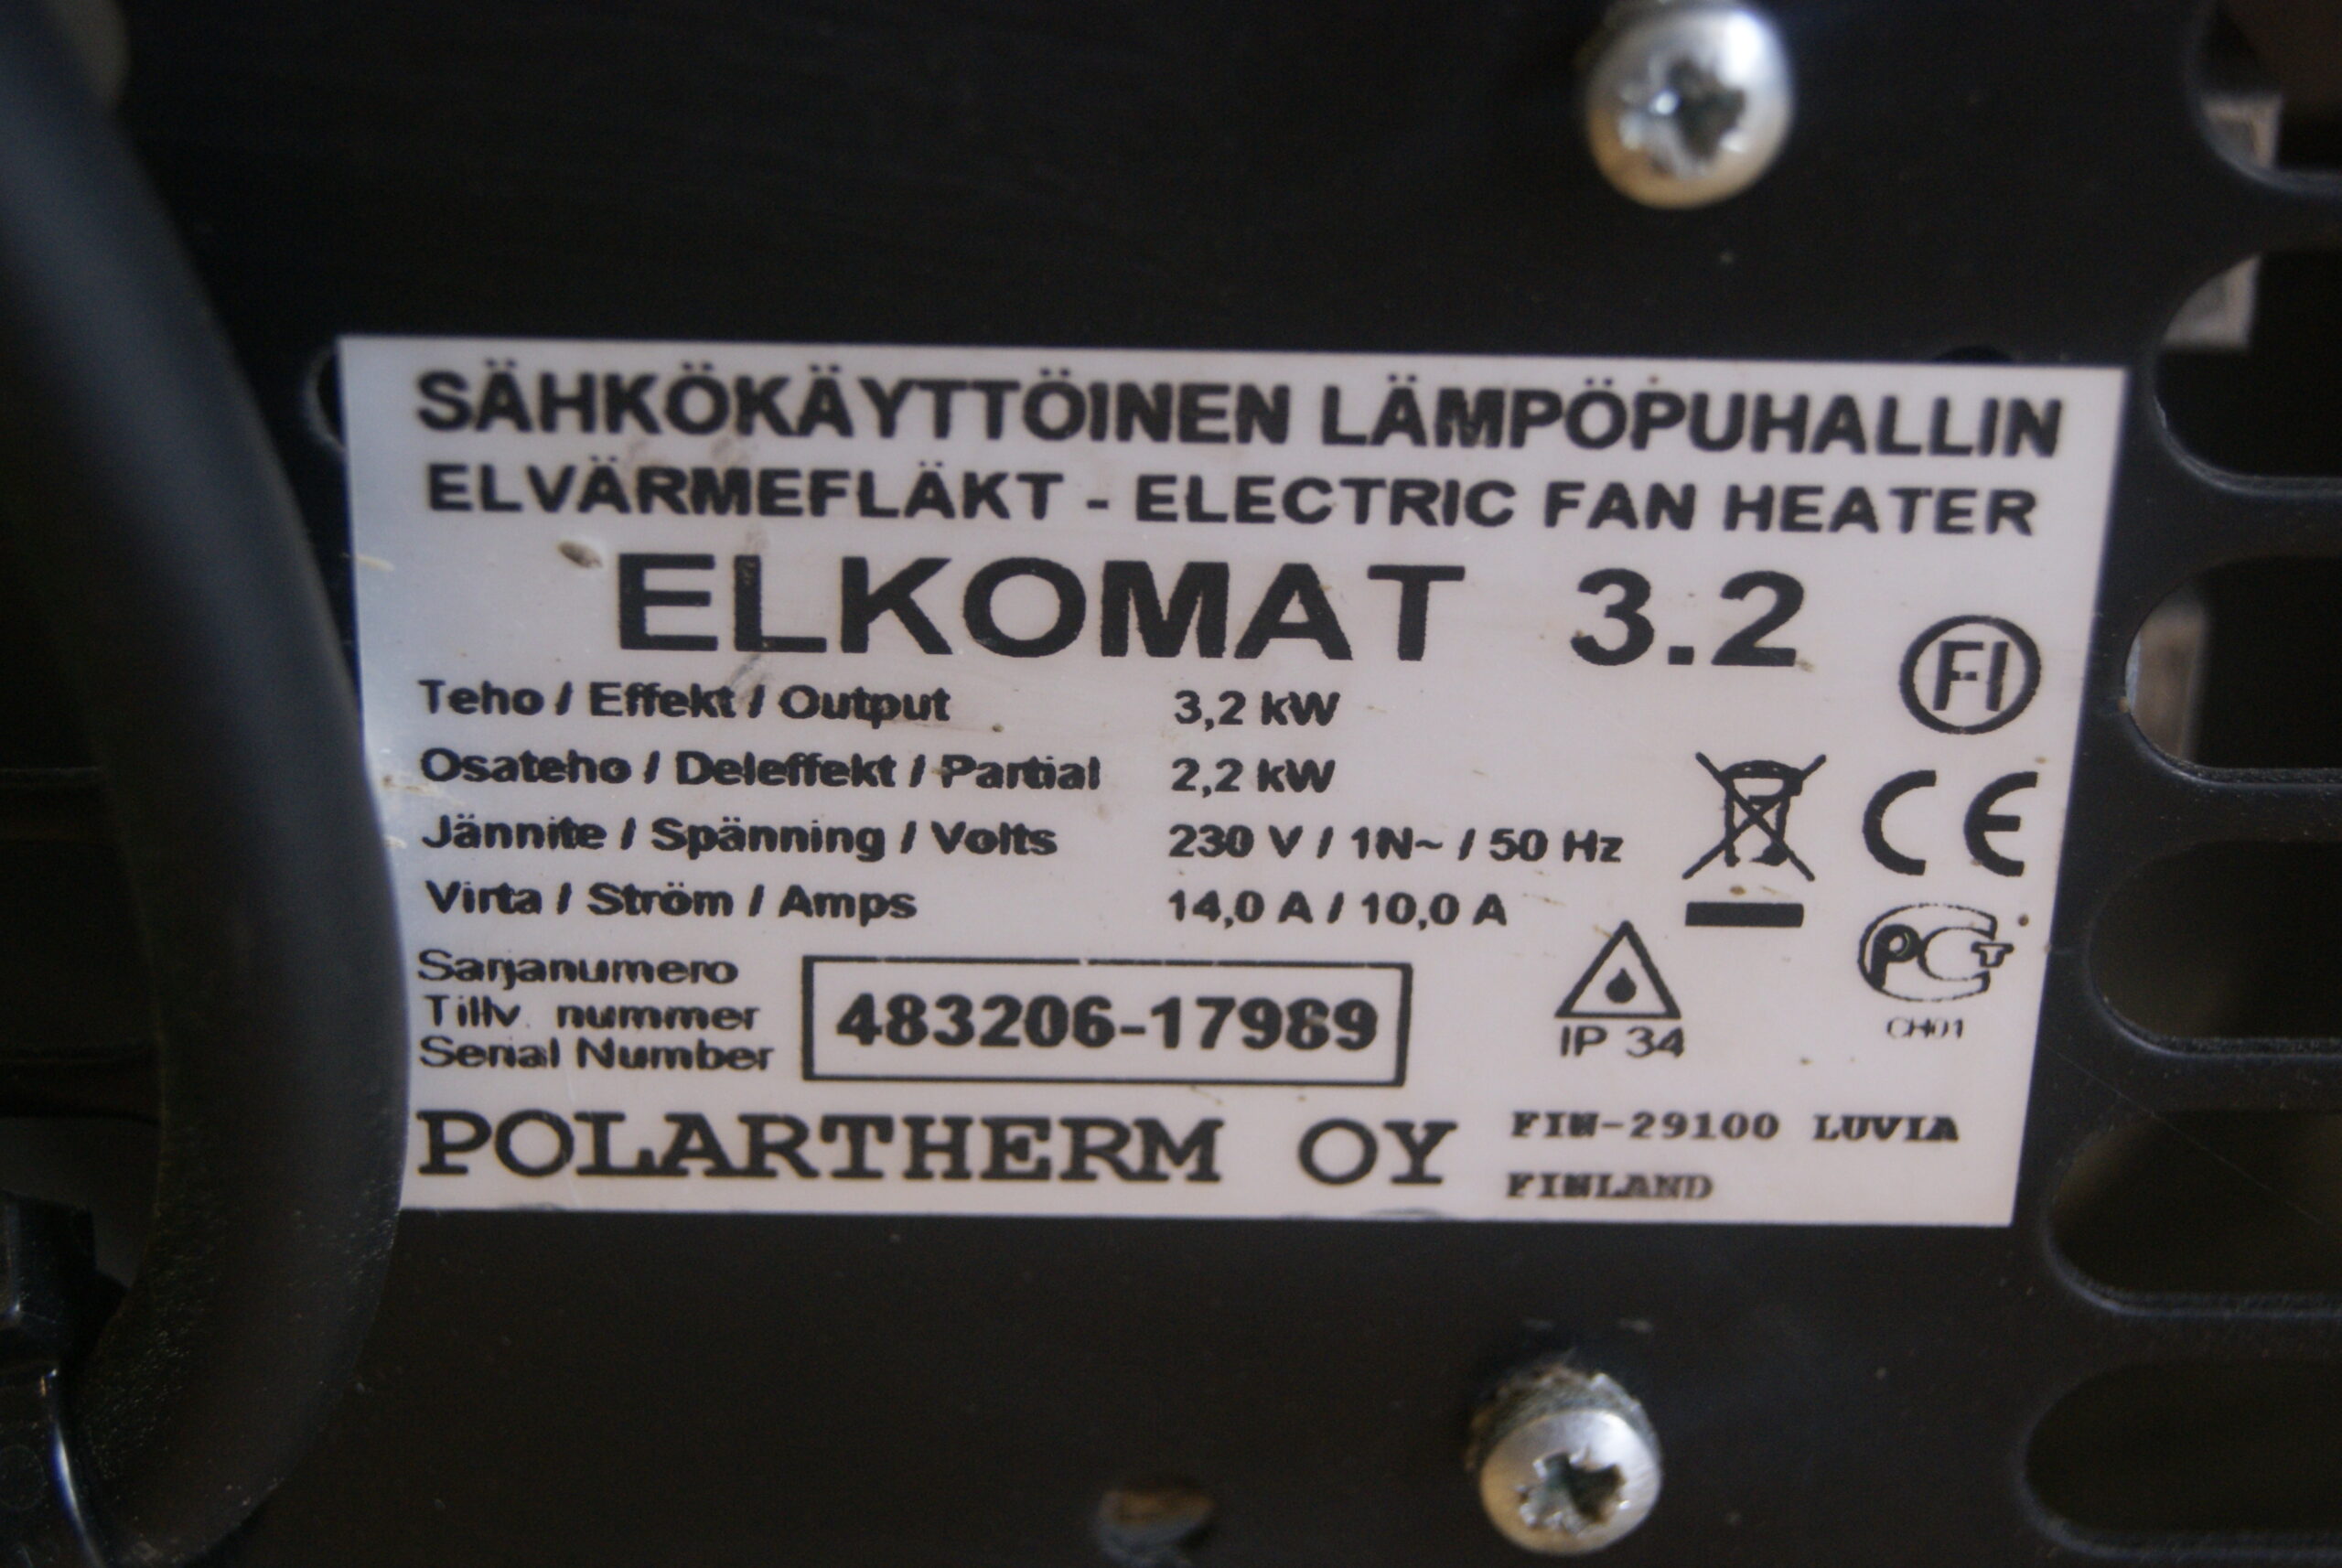 SÄHKÖKÄYTTÖINEN LÄMPÖPUHALLIN
ELVÄRMEFLÄKT - ELECTRIC FAN HEATER
ELKOMAT 3.2
FI
Teho / Effekt / Output 3,2 kW
Osateho / Deleffekt / Partial 2,2 kW
Jännite / Spänning / Volts 230 V / 1N~ / 50 Hz
CE
Virta / Ström / Amps 14,0 A / 10,0 A
PCT
Sarjanumero
Tillv. nummer
Serial Number
483206-17989
IP 34
CH01
POLARTHERM OY
FIN-29100 LUVIA
FINLAND